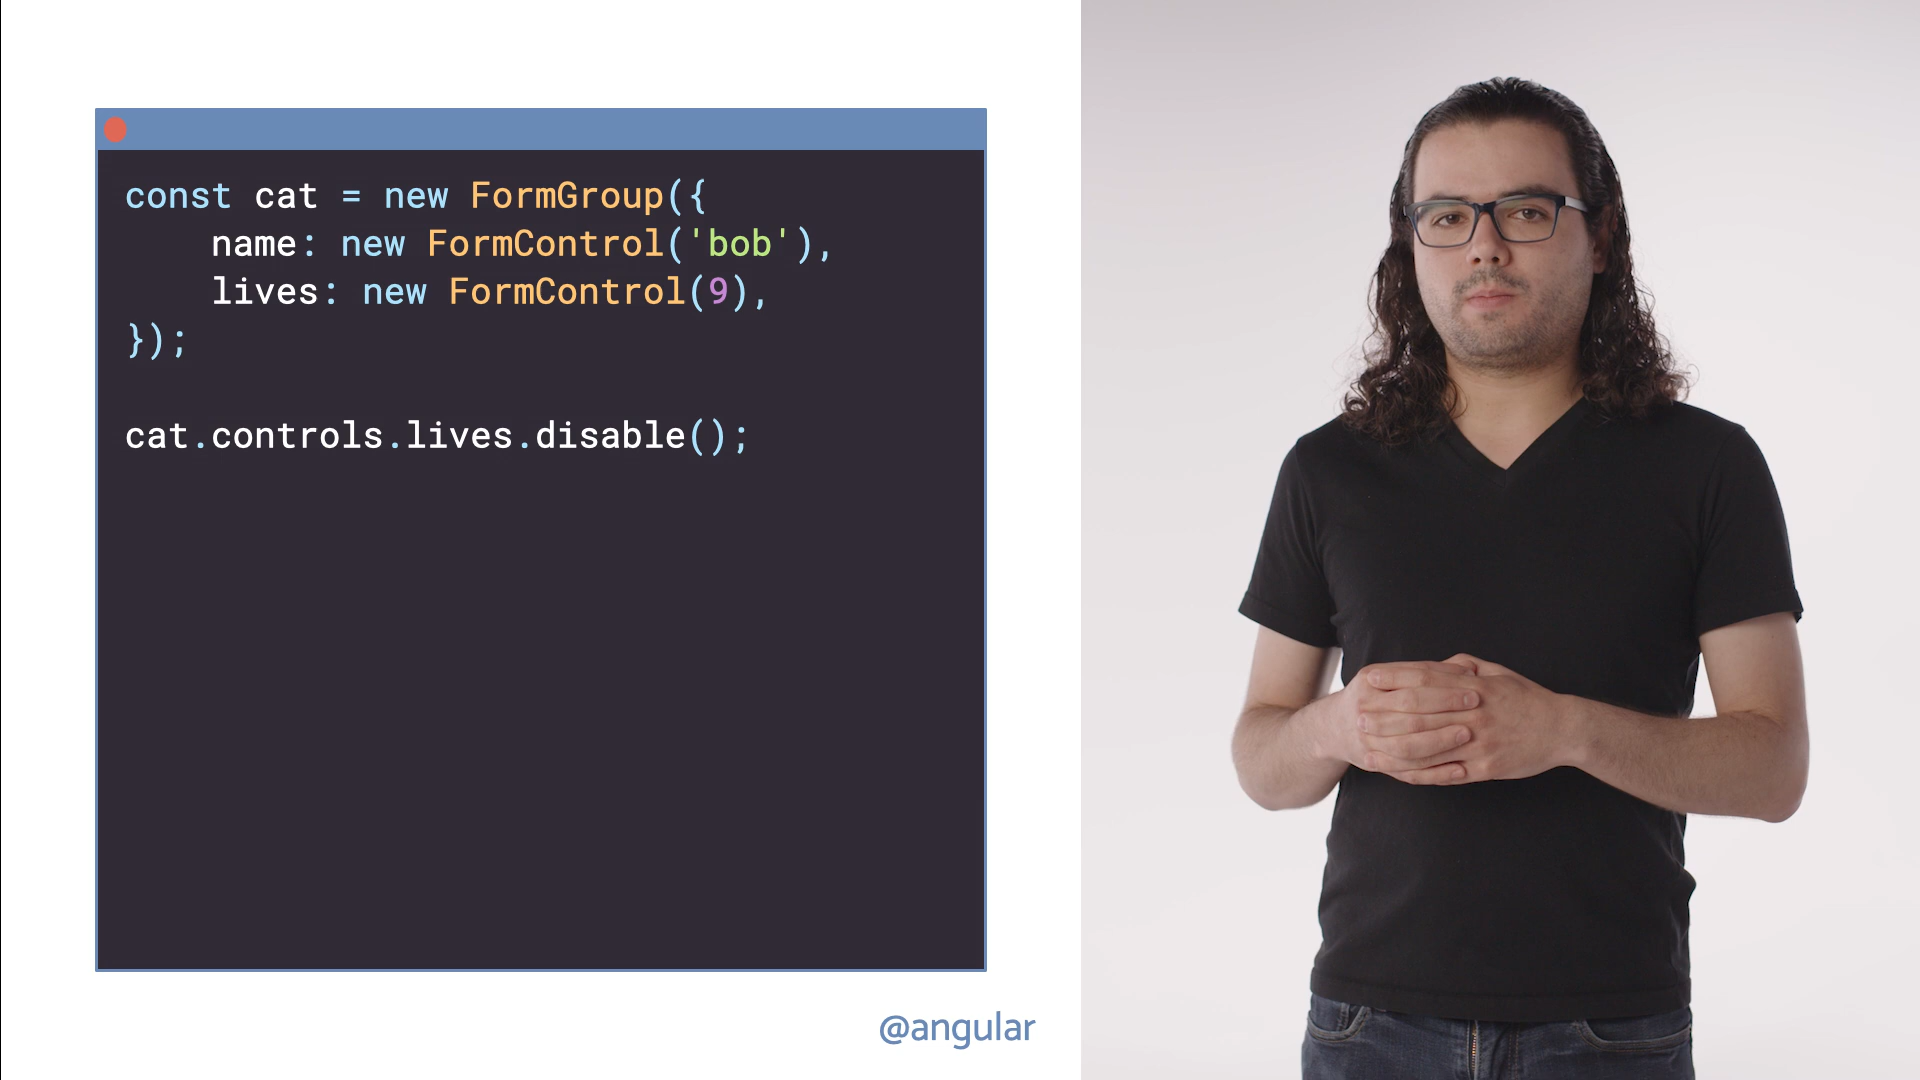 const cat = new FormGroup({
    name: new FormControl('bob'),
    lives: new FormControl(9),
});
cat.controls.lives.disable();
@angular